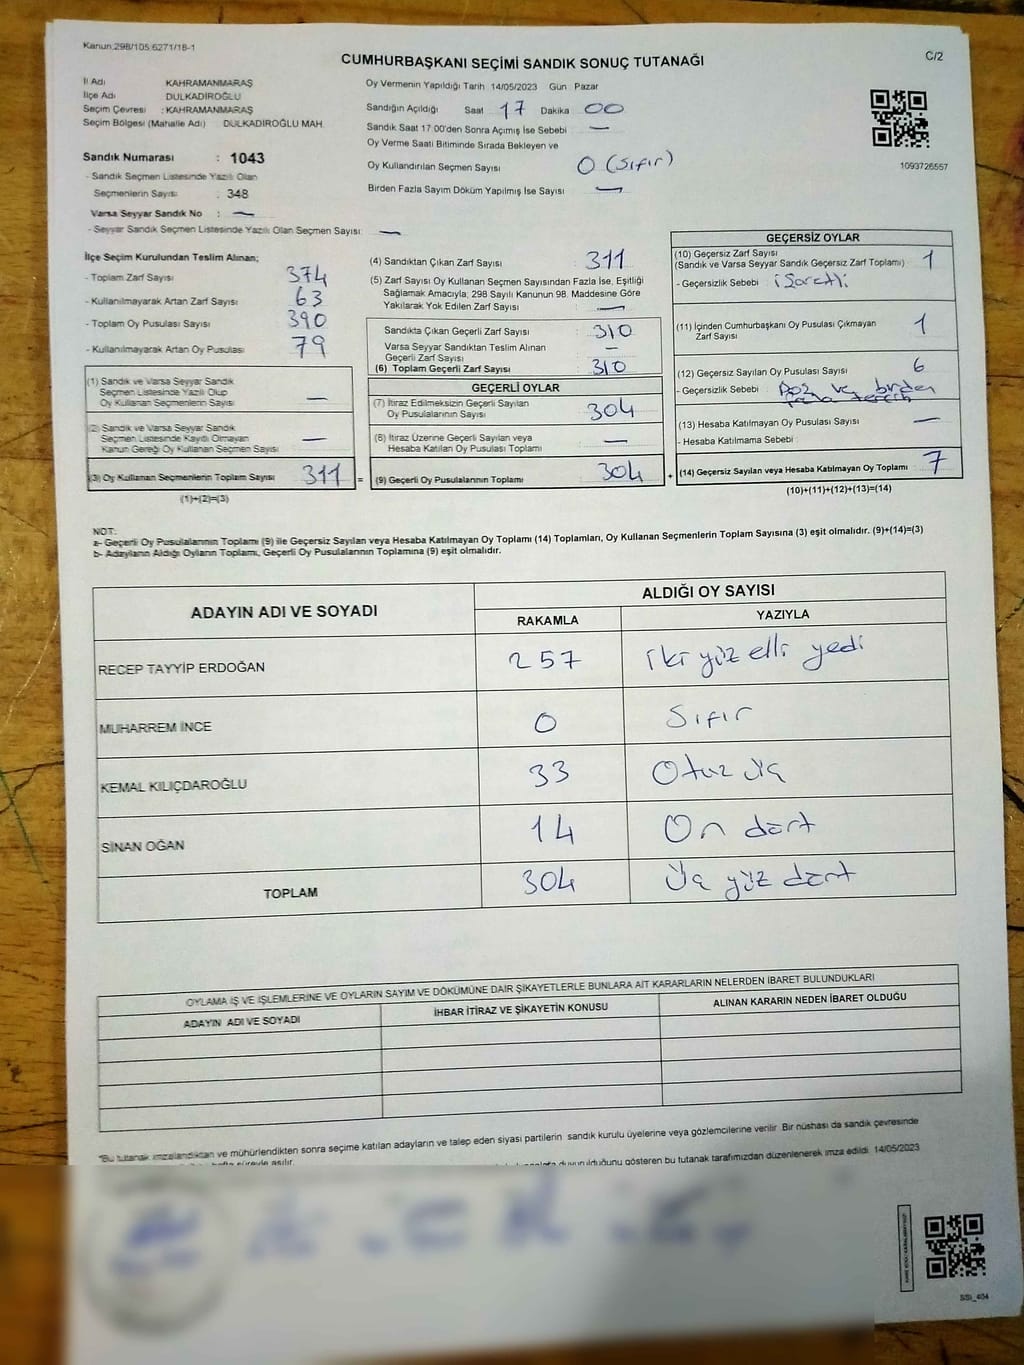 Kanun:298/105,6271/18-1
CUMHURBAŞKANI SEÇİMİ SANDIK SONUÇ TUTANAĞI
C/2
İl Adı KAHRAMANMARAŞ
İlçe Adı DULKADİROĞLU
Seçim Çevresi : KAHRAMANMARAŞ
Seçim Bölgesi (Mahalle Adı) DULKADİROĞLU MAH.
Sandık Numarası : 1043
- Sandık Seçmen Listesinde Yazılı Olan
Seçmenlerin Sayısı : 348
Varsa Seyyar Sandık No : —
- Seyyar Sandık Seçmen Listesinde Yazılı Olan Seçmen Sayısı: —
Oy Vermenin Yapıldığı Tarih 14/05/2023 Gün Pazar
Sandığın Açıldığı Saat 17 Dakika 00
Sandık Saat 17:00'den Sonra Açımış İse Sebebi —
Oy Verme Saati Bitiminde Sırada Bekleyen ve
Oy Kullandırılan Seçmen Sayısı 0 (sıfır)
Birden Fazla Sayım Döküm Yapılmış İse Sayısı —
1093726557
İlçe Seçim Kurulundan Teslim Alınan;
- Toplam Zarf Sayısı 374
- Kullanılmayarak Artan Zarf Sayısı 63
- Toplam Oy Pusulası Sayısı 390
- Kullanılmayarak Artan Oy Pusulası 79
(1) Sandık ve Varsa Seyyar Sandık
Seçmen Listesinde Yazılı Olup
Oy Kullanan Seçmenlerin Sayısı —
(2) Sandık ve Varsa Seyyar Sandık
Seçmen Listesinde Kayıtlı Olmayan
Kanun Gereği Oy Kullanan Seçmen Sayısı —
(3) Oy Kullanan Seçmenlerin Toplam Sayısı 311 =
(1)+(2)=(3)
(4) Sandıktan Çıkan Zarf Sayısı : 311
(5) Zarf Sayısı Oy Kullanan Seçmen Sayısından Fazla İse, Eşitliği
Sağlamak Amacıyla, 298 Sayılı Kanunun 98. Maddesine Göre
Yakılarak Yok Edilen Zarf Sayısı : —
Sandıkta Çıkan Geçerli Zarf Sayısı : 310
Varsa Seyyar Sandıktan Teslim Alınan
Geçerli Zarf Sayısı : —
(6) Toplam Geçerli Zarf Sayısı : 310
GEÇERLİ OYLAR
(7) İtiraz Edilmeksizin Geçerli Sayılan
Oy Pusulalarının Sayısı : 304
(8) İtiraz Üzerine Geçerli Sayılan veya
Hesaba Katılan Oy Pusulası Toplamı : —
(9) Geçerli Oy Pusulalarının Toplamı : 304 +
GEÇERSİZ OYLAR
(10) Geçersiz Zarf Sayısı
(Sandık ve Varsa Seyyar Sandık Geçersiz Zarf Toplamı) : 1
- Geçersizlik Sebebi : işaretli
(11) İçinden Cumhurbaşkanı Oy Pusulası Çıkmayan
Zarf Sayısı 1
(12) Geçersiz Sayılan Oy Pusulası Sayısı 6
- Geçersizlik Sebebi : Boş ve birden
fazla tercih
(13) Hesaba Katılmayan Oy Pusulası Sayısı —
- Hesaba Katılmama Sebebi
(14) Geçersiz Sayılan veya Hesaba Katılmayan Oy Toplamı : 7
(10)+(11)+(12)+(13)=(14)
NOT:
a- Geçerli Oy Pusulalarının Toplamı (9) ile Geçersiz Sayılan veya Hesaba Katılmayan Oy Toplamı (14) Toplamları, Oy Kullanan Seçmenlerin Toplam Sayısına (3) eşit olmalıdır. (9)+(14)=(3)
b- Adayların Aldığı Oyların Toplamı, Geçerli Oy Pusulalarının Toplamına (9) eşit olmalıdır.
ADAYIN ADI VE SOYADI
ALDIĞI OY SAYISI
RAKAMLA YAZIYLA
RECEP TAYYİP ERDOĞAN 257 iki yüz elli yedi
MUHARREM İNCE 0 Sıfır
KEMAL KILIÇDAROĞLU 33 Otuz üç
SİNAN OĞAN 14 On dört
TOPLAM 304 Üç yüz dört
OYLAMA İŞ VE İŞLEMLERİNE VE OYLARIN SAYIM VE DÖKÜMÜNE DAİR ŞİKAYETLERLE BUNLARA AİT KARARLARIN NELERDEN İBARET BULUNDUKLARI
ADAYIN ADI VE SOYADI İHBAR İTİRAZ VE ŞİKAYETİN KONUSU ALINAN KARARIN NEDEN İBARET OLDUĞU
*Bu tutanak imzalandıktan ve mühürlendikten sonra seçime katılan adayların ve talep eden siyasi partilerin sandık kurulu üyelerine veya gözlemcilerine verilir. Bir nüshası da sandık çevresinde
hafta süreyle asılır. duyurulduğunu gösteren bu tutanak tarafımızdan düzenlenerek imza edildi. 14/05/2023
SSi_404